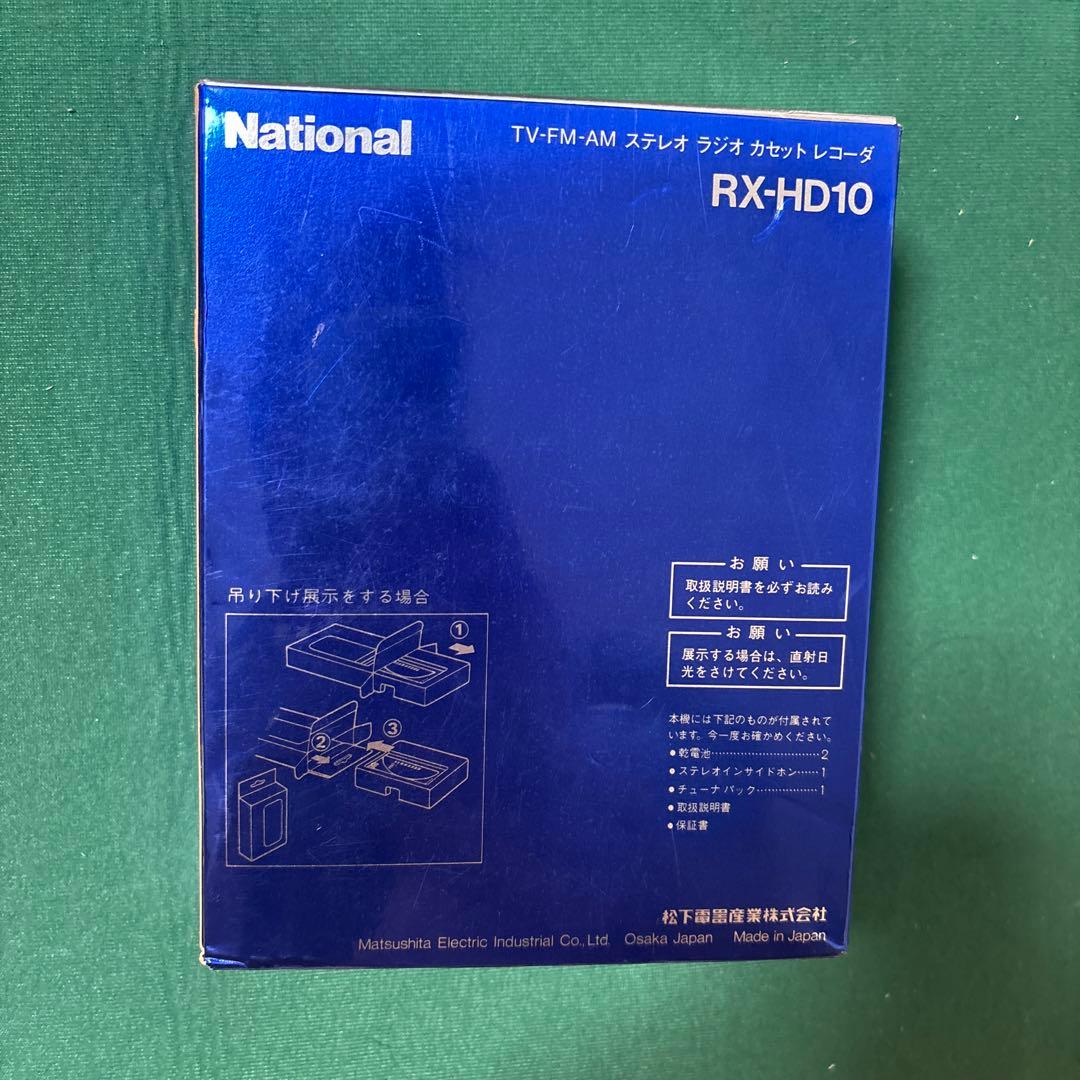 National
TV-FM-AM ステレオ ラジオ カセット レコーダ
RX-HD10
お願い
取扱説明書を必ずお読み
ください。
お願い
展示する場合は、直射日
光をさけてください。
吊り下げ展示をする場合
①
②
③
本機には下記のものが付属されて
います。今一度お確かめください。
●乾電池……………………2
●ステレオインサイドホン……1
●チューナパック………………1
●取扱説明書
●保証書
松下電器産業株式会社
Matsushita Electric Industrial Co., Ltd. Osaka Japan Made in Japan